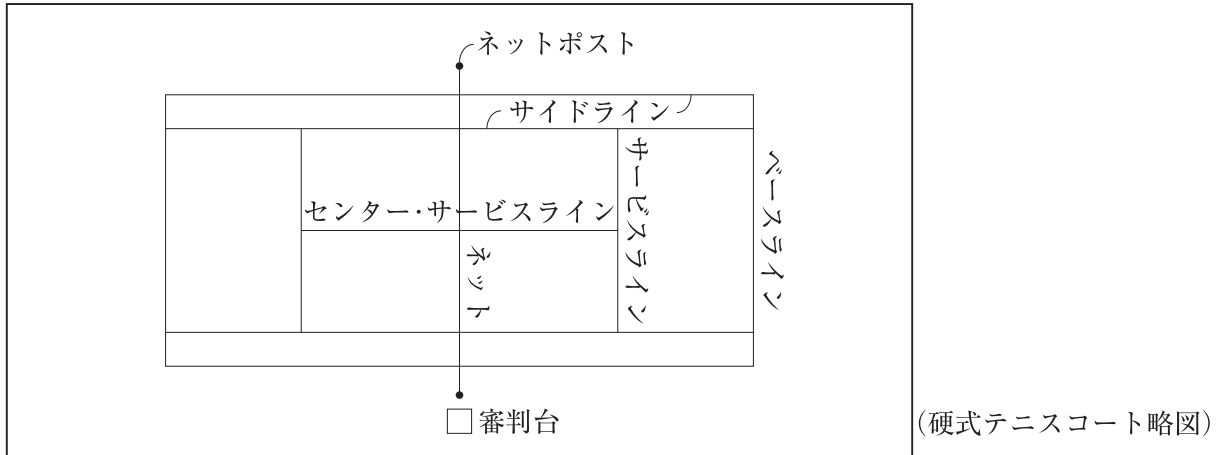 ネットポスト
サイドライン
サービスライン
ベースライン
センター・サービスライン
ネット
審判台
(硬式テニスコート略図)